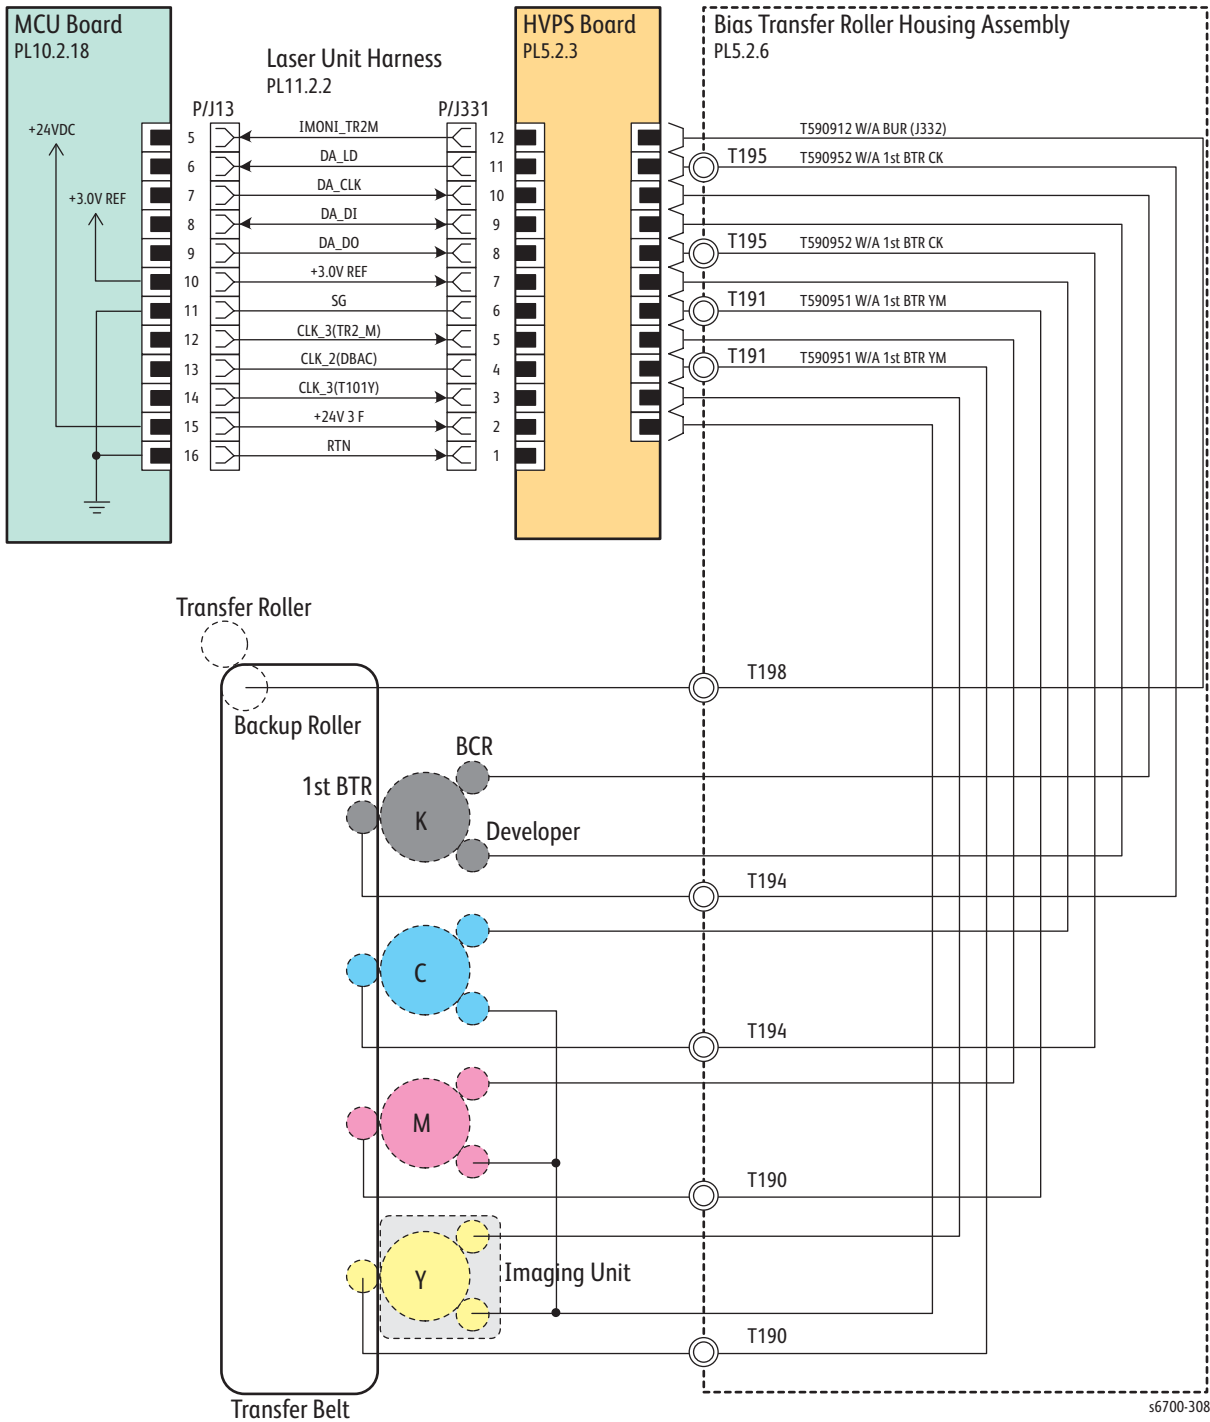 MCU Board
PL10.2.18
HVPS Board
PL5.2.3
Bias Transfer Roller Housing Assembly
PL5.2.6
Laser Unit Harness
PL11.2.2
P/J13
P/J331
+24VDC
+3.0V REF
5 IMONI_TR2M 12
6 DA_LD 11
7 DA_CLK 10
8 DA_DI 9
9 DA_DO 8
10 +3.0V REF 7
11 SG 6
12 CLK_3(TR2_M) 5
13 CLK_2(DBAC) 4
14 CLK_3(T101Y) 3
15 +24V 3 F 2
16 RTN 1
T590912 W/A BUR (J332)
T195 T590952 W/A 1st BTR CK
T195 T590952 W/A 1st BTR CK
T191 T590951 W/A 1st BTR YM
T191 T590951 W/A 1st BTR YM
Transfer Roller
T198
Backup Roller
BCR
1st BTR
K
Developer
T194
C
T194
M
T190
Y
Imaging Unit
T190
Transfer Belt
s6700-308